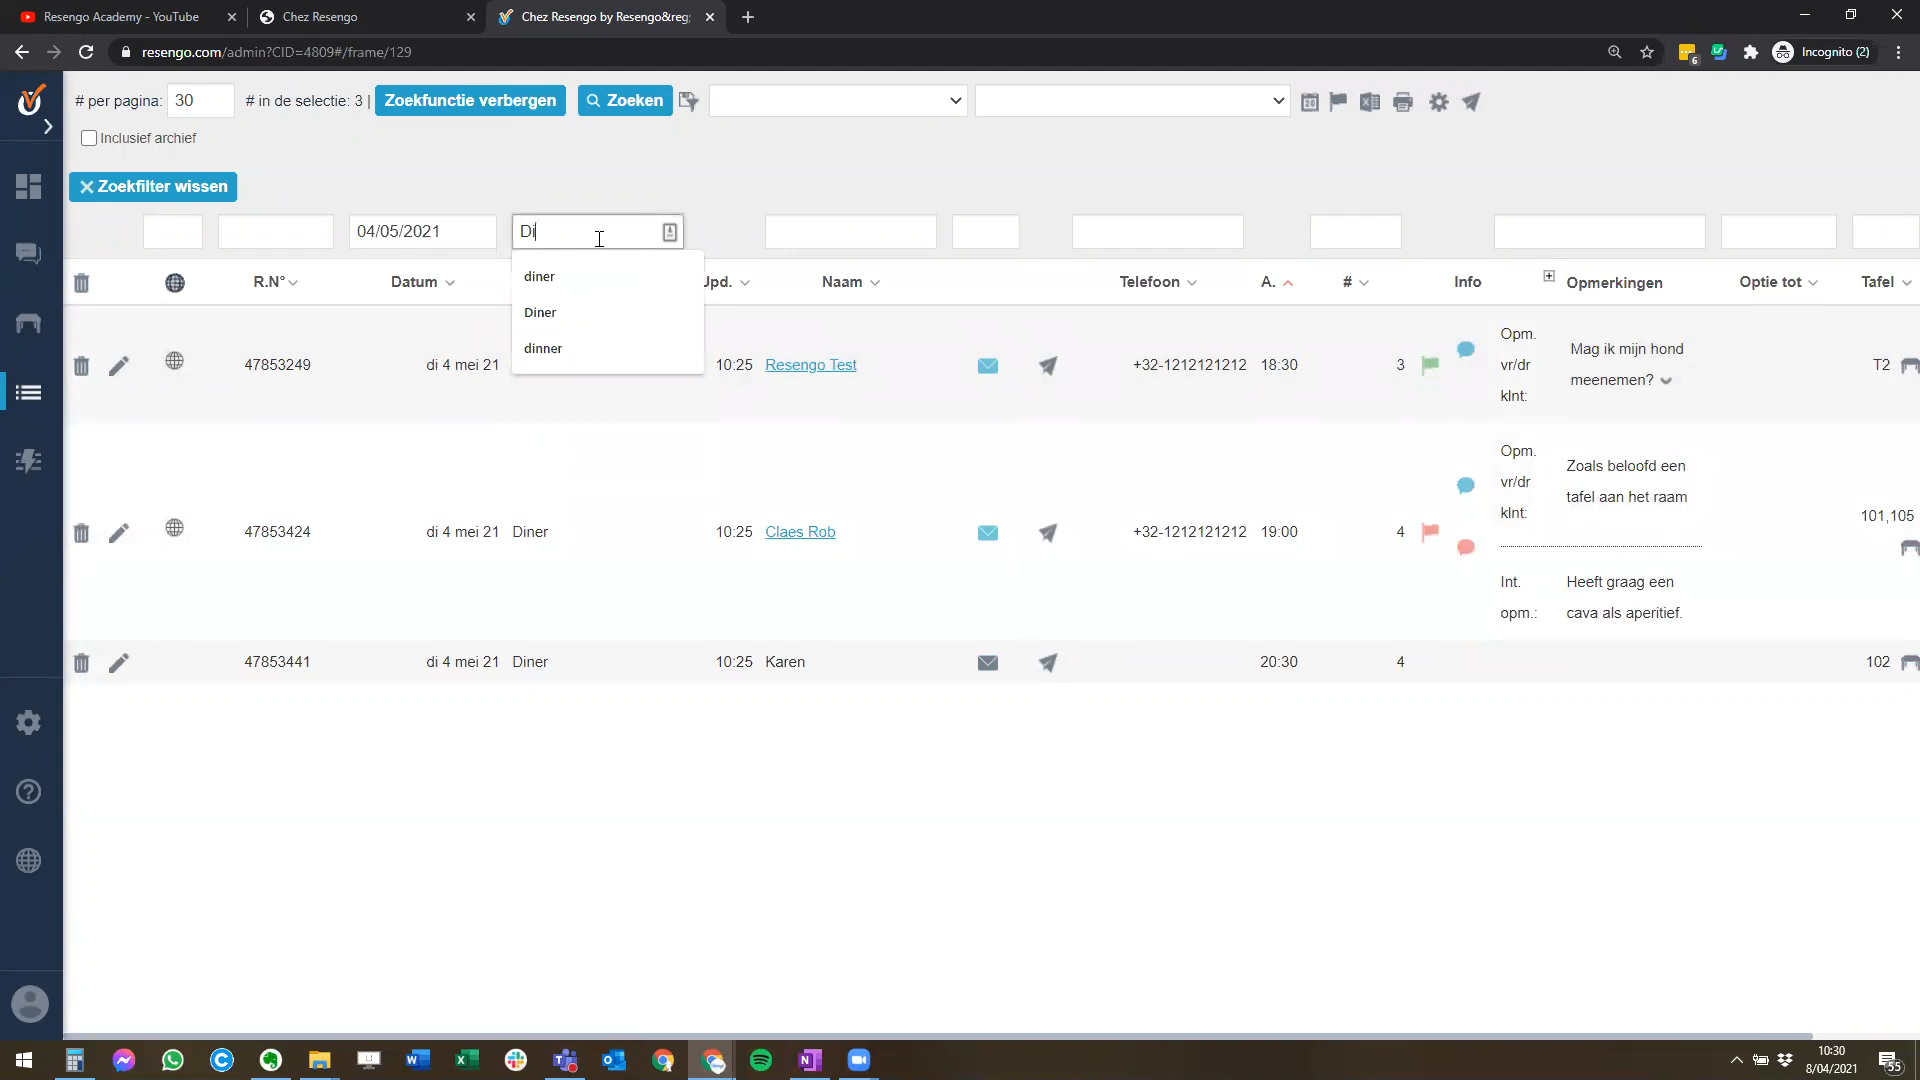 Resengo Academy - YouTube
Chez Resengo
Chez Resengo by Resengo&reg;
resengo.com/admin?CID=4809#/frame/129
6
Incognito (2)
# per pagina: 30 # in de selectie: 3 | Zoekfunctie verbergen Zoeken
Inclusief archief
Zoekfilter wissen
04/05/2021 Di
diner
Diner
dinner
R.N° Datum Upd. Naam Telefoon A. # Info Opmerkingen Optie tot Tafel
47853249 di 4 mei 21 10:25 Resengo Test +32-1212121212 18:30 3 T2
Opm.
vr/dr
klnt:
Mag ik mijn hond
meenemen?
47853424 di 4 mei 21 Diner 10:25 Claes Rob +32-1212121212 19:00 4 101,105
Opm.
vr/dr
klnt:
Zoals beloofd een
tafel aan het raam
Int.
opm.:
Heeft graag een
cava als aperitief.
47853441 di 4 mei 21 Diner 10:25 Karen 20:30 4 102
10:30
8/04/2021
55